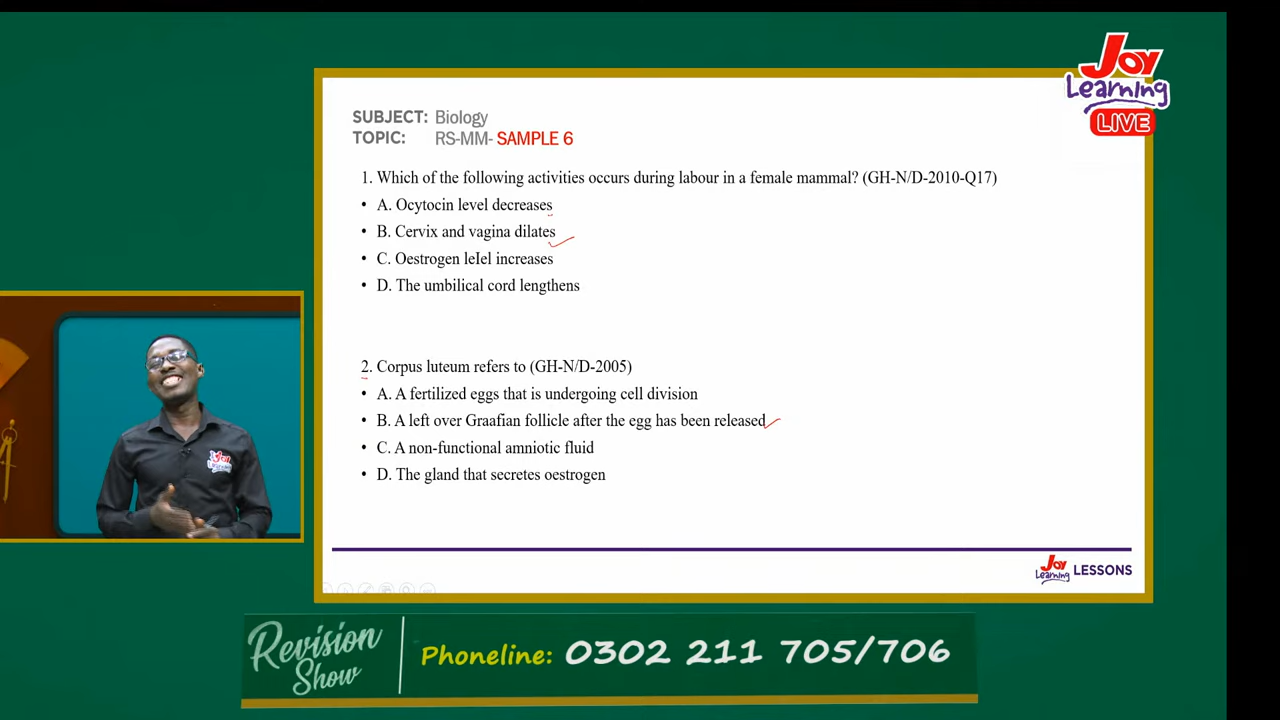 Joy
Learning
LIVE
SUBJECT: Biology
TOPIC: RS-MM- SAMPLE 6
1. Which of the following activities occurs during labour in a female mammal? (GH-N/D-2010-Q17)
• A. Ocytocin level decreases
• B. Cervix and vagina dilates
• C. Oestrogen leIel increases
• D. The umbilical cord lengthens
2. Corpus luteum refers to (GH-N/D-2005)
• A. A fertilized eggs that is undergoing cell division
• B. A left over Graafian follicle after the egg has been released
• C. A non-functional amniotic fluid
• D. The gland that secretes oestrogen
Joy Learning LESSONS
Revision Show
Phoneline: 0302 211 705/706